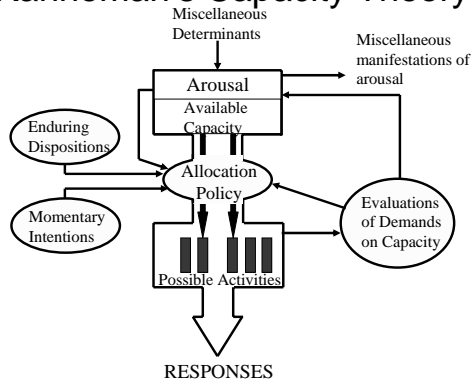 Kahneman's Capacity Theory
Miscellaneous
Determinants
Miscellaneous
manifestations of
arousal
Arousal
Available
Capacity
Enduring
Dispositions
Allocation
Policy
Momentary
Intentions
Evaluations
of Demands
on Capacity
Possible Activities
RESPONSES